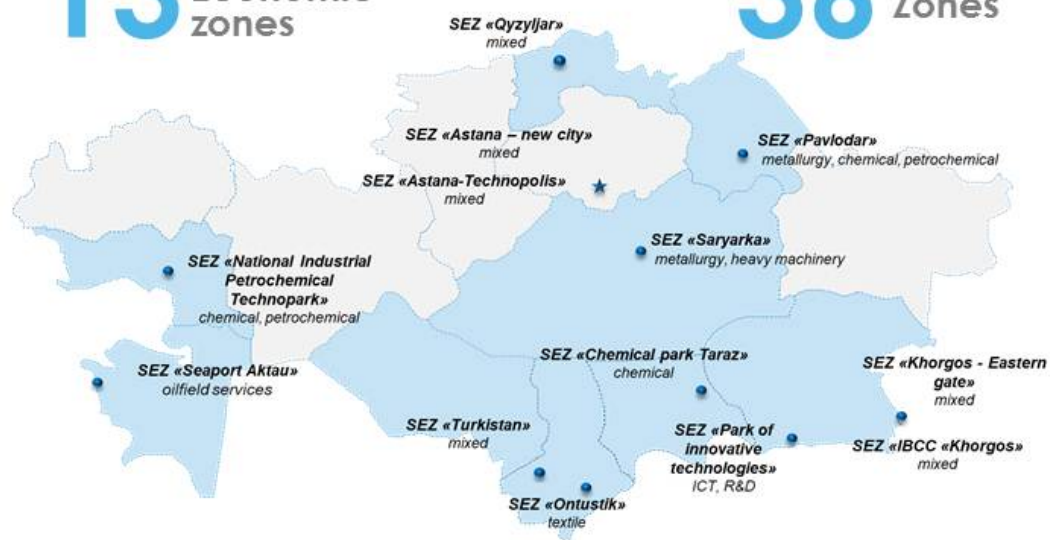 13 Economic
zones
38 Zones
SEZ «Qyzyljar»
mixed
SEZ «Astana – new city»
mixed
SEZ «Astana-Technopolis»
mixed
SEZ «Pavlodar»
metallurgy, chemical, petrochemical
SEZ «Saryarka»
metallurgy, heavy machinery
SEZ «National Industrial
Petrochemical
Technopark»
chemical, petrochemical
SEZ «Seaport Aktau»
oilfield services
SEZ «Chemical park Taraz»
chemical
SEZ «Khorgos - Eastern
gate»
mixed
SEZ «Turkistan»
mixed
SEZ «Park of
innovative
technologies»
ICT, R&D
SEZ «IBCC «Khorgos»
mixed
SEZ «Ontustik»
textile